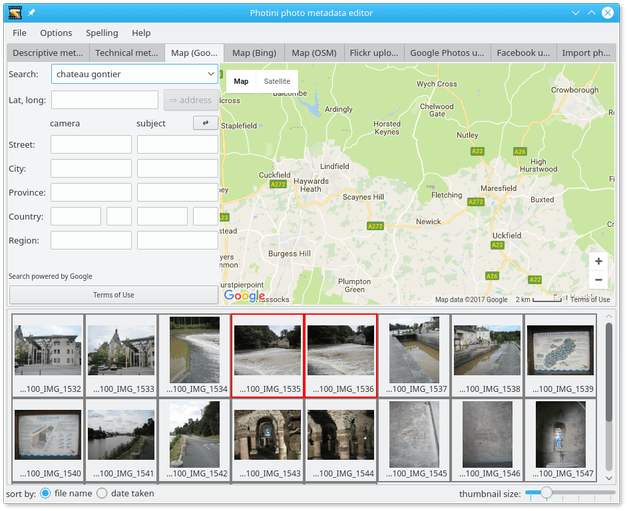 Photini photo metadata editor
File Options Spelling Help
Descriptive met... Technical met... Map (Goo... Map (Bing) Map (OSM) Flickr uplo... Google Photos u... Facebook u... Import ph...
Search: chateau gontier
Lat, long: ⇨ address
camera subject
Street:
City:
Province:
Country:
Region:
Search powered by Google
Terms of Use
Map Satellite
Balcombe
Wych Cross
Crowborough
Ardingly
Chelwood
Gate
Staplefield
Horsted
Keynes
Nutley
A22 A26
High
Hurstwood
Lindfield
Cuckfield
Haywards
Heath
A272
Maresfield
Scaynes Hill
Fletching
Buxted
A272
A272
Newick
Uckfield
A22
Burgess Hill
Plumpton
Green
A26
A22
Isfield
urstpierpoint
ssocks
Google
Map data ©2017 Google 2 km Terms of Use
...100_IMG_1532 ...100_IMG_1533 ...100_IMG_1534 ...100_IMG_1535 ...100_IMG_1536 ...100_IMG_1537 ...100_IMG_1538 ...100_IMG_1539
...100_IMG_1540 ...100_IMG_1541 ...100_IMG_1542 ...100_IMG_1543 ...100_IMG_1544 ...100_IMG_1545 ...100_IMG_1546 ...100_IMG_1547
sort by: file name date taken thumbnail size: